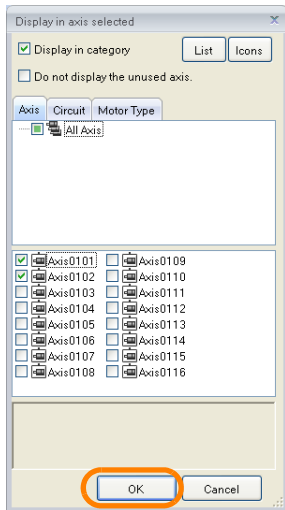 Display in axis selected
Display in category
List Icons
Do not display the unused axis.
Axis Circuit Motor Type
All Axis
Axis0101 Axis0109
Axis0102 Axis0110
Axis0103 Axis0111
Axis0104 Axis0112
Axis0105 Axis0113
Axis0106 Axis0114
Axis0107 Axis0115
Axis0108 Axis0116
OK Cancel